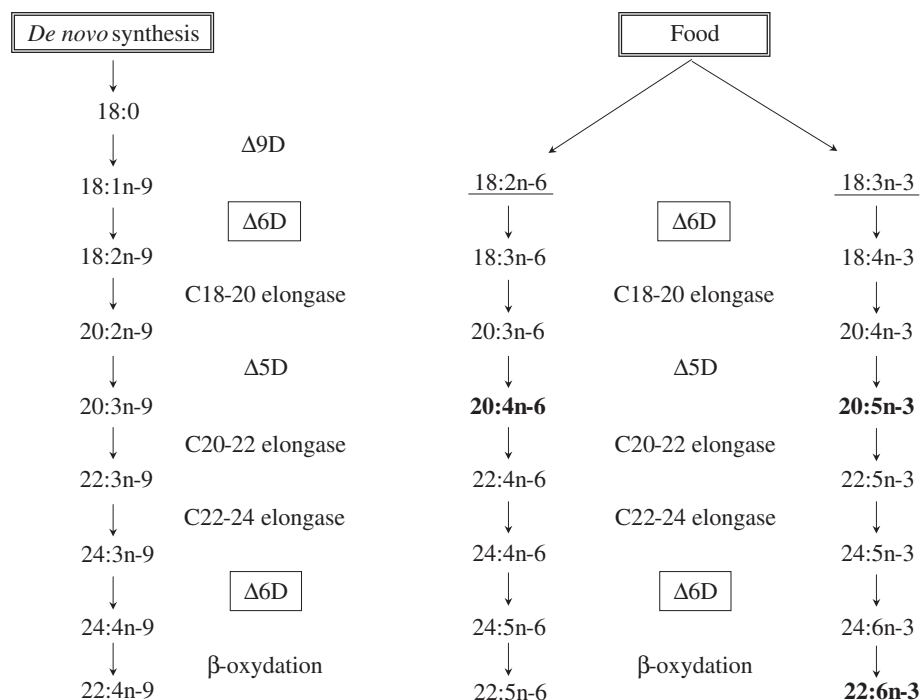 De novo synthesis Food
18:0
Δ9D
18:1n-9 18:2n-6 18:3n-3
Δ6D Δ6D
18:2n-9 18:3n-6 18:4n-3
C18-20 elongase C18-20 elongase
20:2n-9 20:3n-6 20:4n-3
Δ5D Δ5D
20:3n-9 20:4n-6 20:5n-3
C20-22 elongase C20-22 elongase
22:3n-9 22:4n-6 22:5n-3
C22-24 elongase C22-24 elongase
24:3n-9 24:4n-6 24:5n-3
Δ6D Δ6D
24:4n-9 24:5n-6 24:6n-3
β-oxydation β-oxydation
22:4n-9 22:5n-6 22:6n-3